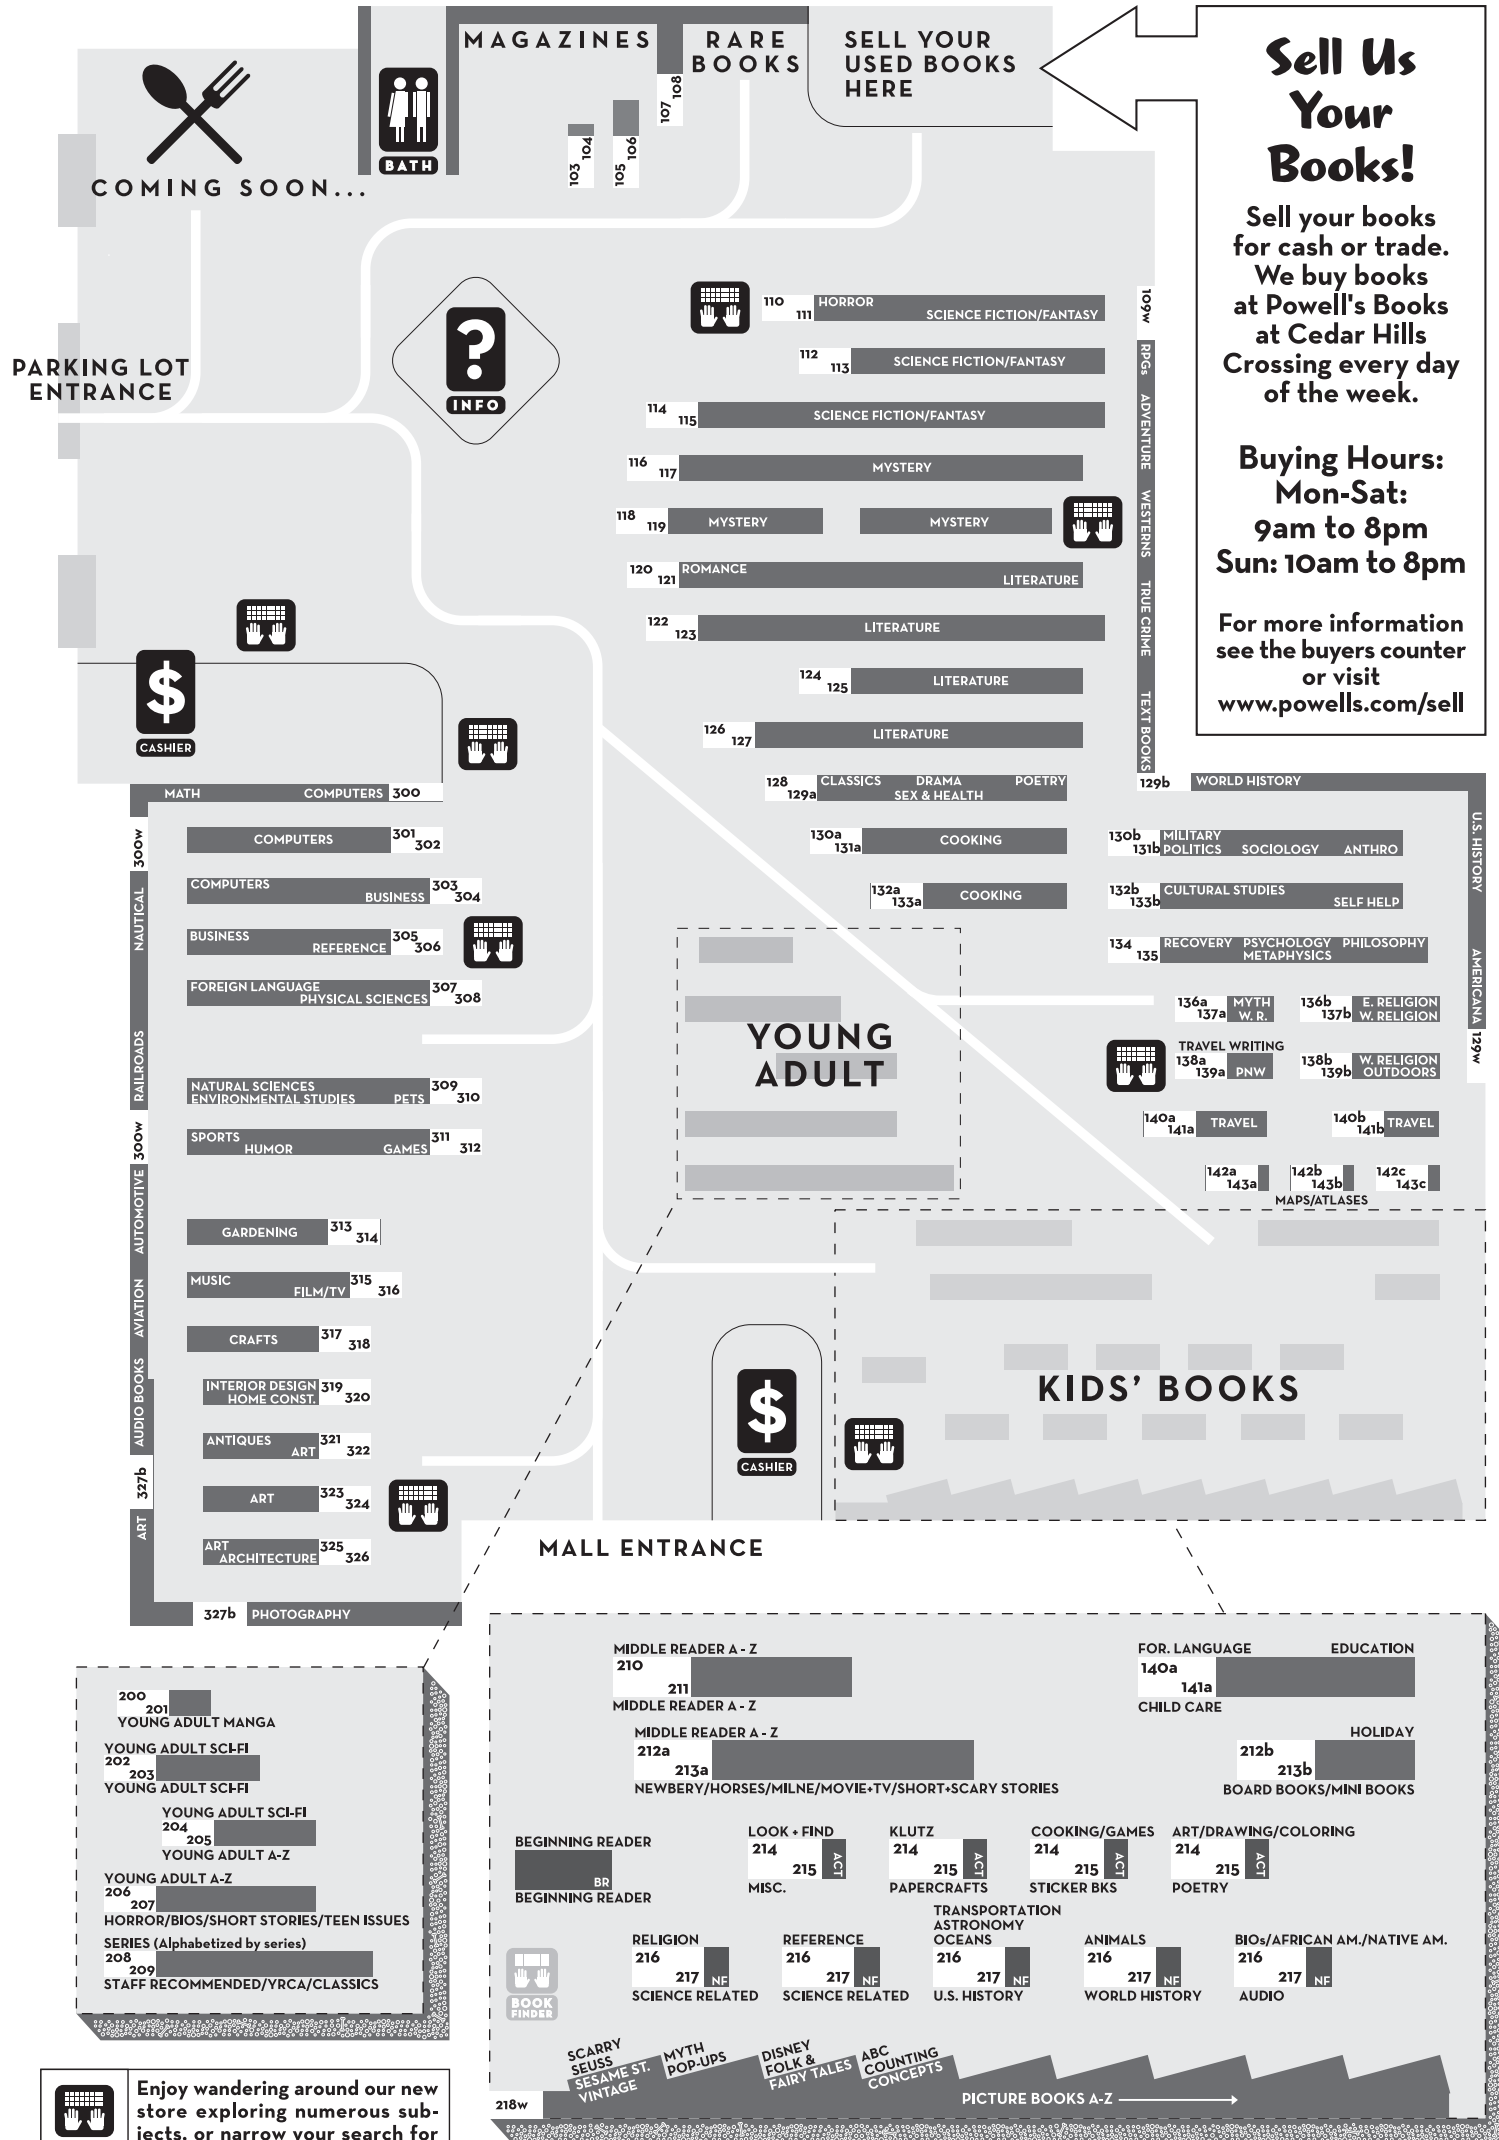 MAGAZINES
RARE
BOOKS
SELL YOUR
USED BOOKS
HERE
Sell Us
Your
Books!
Sell your books
for cash or trade.
We buy books
at Powell's Books
at Cedar Hills
Crossing every day
of the week.
Buying Hours:
Mon-Sat:
9am to 8pm
Sun: 10am to 8pm
For more information
see the buyers counter
or visit
www.powells.com/sell
BATH
COMING SOON...
103
104
105
106
107
108
PARKING LOT
ENTRANCE
?
INFO
110
111
HORROR
SCIENCE FICTION/FANTASY
112
113
SCIENCE FICTION/FANTASY
114
115
SCIENCE FICTION/FANTASY
116
117
MYSTERY
118
119
MYSTERY
MYSTERY
120
121
ROMANCE
LITERATURE
122
123
LITERATURE
124
125
LITERATURE
126
127
LITERATURE
128
129a
CLASSICS DRAMA POETRY
SEX & HEALTH
130a
131a
COOKING
132a
133a
COOKING
109w
RPGs
ADVENTURE
WESTERNS
TRUE CRIME
TEXT BOOKS
129b
WORLD HISTORY
U.S. HISTORY
AMERICANA
129w
130b
131b
MILITARY
POLITICS SOCIOLOGY ANTHRO
132b
133b
CULTURAL STUDIES
SELF HELP
134
135
RECOVERY PSYCHOLOGY PHILOSOPHY
METAPHYSICS
136a
137a
MYTH
W. R.
136b
137b
E. RELIGION
W. RELIGION
TRAVEL WRITING
138a
139a
PNW
138b
139b
W. RELIGION
OUTDOORS
140a
141a
TRAVEL
140b
141b
TRAVEL
142a
143a
142b
143b
142c
143c
MAPS/ATLASES
$
CASHIER
MATH
COMPUTERS
300
300w
NAUTICAL
RAILROADS
300w
AUTOMOTIVE
AVIATION
AUDIO BOOKS
327b
ART
COMPUTERS
301
302
COMPUTERS
BUSINESS
303
304
BUSINESS
REFERENCE
305
306
FOREIGN LANGUAGE
PHYSICAL SCIENCES
307
308
NATURAL SCIENCES
ENVIRONMENTAL STUDIES PETS
309
310
SPORTS
HUMOR GAMES
311
312
GARDENING
313
314
MUSIC
FILM/TV
315
316
CRAFTS
317
318
INTERIOR DESIGN
HOME CONST.
319
320
ANTIQUES
ART
321
322
ART
323
324
ART
ARCHITECTURE
325
326
327b
PHOTOGRAPHY
YOUNG
ADULT
KIDS' BOOKS
$
CASHIER
MALL ENTRANCE
200
201
YOUNG ADULT MANGA
YOUNG ADULT SCI-FI
202
203
YOUNG ADULT SCI-FI
YOUNG ADULT SCI-FI
204
205
YOUNG ADULT A-Z
YOUNG ADULT A-Z
206
207
HORROR/BIOS/SHORT STORIES/TEEN ISSUES
SERIES (Alphabetized by series)
208
209
STAFF RECOMMENDED/YRCA/CLASSICS
MIDDLE READER A - Z
210
211
MIDDLE READER A - Z
FOR. LANGUAGE
EDUCATION
140a
141a
CHILD CARE
MIDDLE READER A - Z
212a
213a
NEWBERY/HORSES/MILNE/MOVIE+TV/SHORT+SCARY STORIES
HOLIDAY
212b
213b
BOARD BOOKS/MINI BOOKS
BEGINNING READER
BR
BEGINNING READER
LOOK + FIND
214
215
ACT
MISC.
KLUTZ
214
215
ACT
PAPERCRAFTS
COOKING/GAMES
214
215
ACT
STICKER BKS
ART/DRAWING/COLORING
214
215
ACT
POETRY
RELIGION
216
217
NF
SCIENCE RELATED
REFERENCE
216
217
NF
SCIENCE RELATED
TRANSPORTATION
ASTRONOMY
OCEANS
216
217
NF
U.S. HISTORY
ANIMALS
216
217
NF
WORLD HISTORY
BIOs/AFRICAN AM./NATIVE AM.
216
217
NF
AUDIO
BOOK
FINDER
SCARRY
SEUSS
SESAME ST.
VINTAGE
MYTH
POP-UPS
DISNEY
FOLK &
FAIRY TALES
ABC
COUNTING
CONCEPTS
218w
PICTURE BOOKS A-Z
Enjoy wandering around our new
store exploring numerous sub-
jects, or narrow your search for